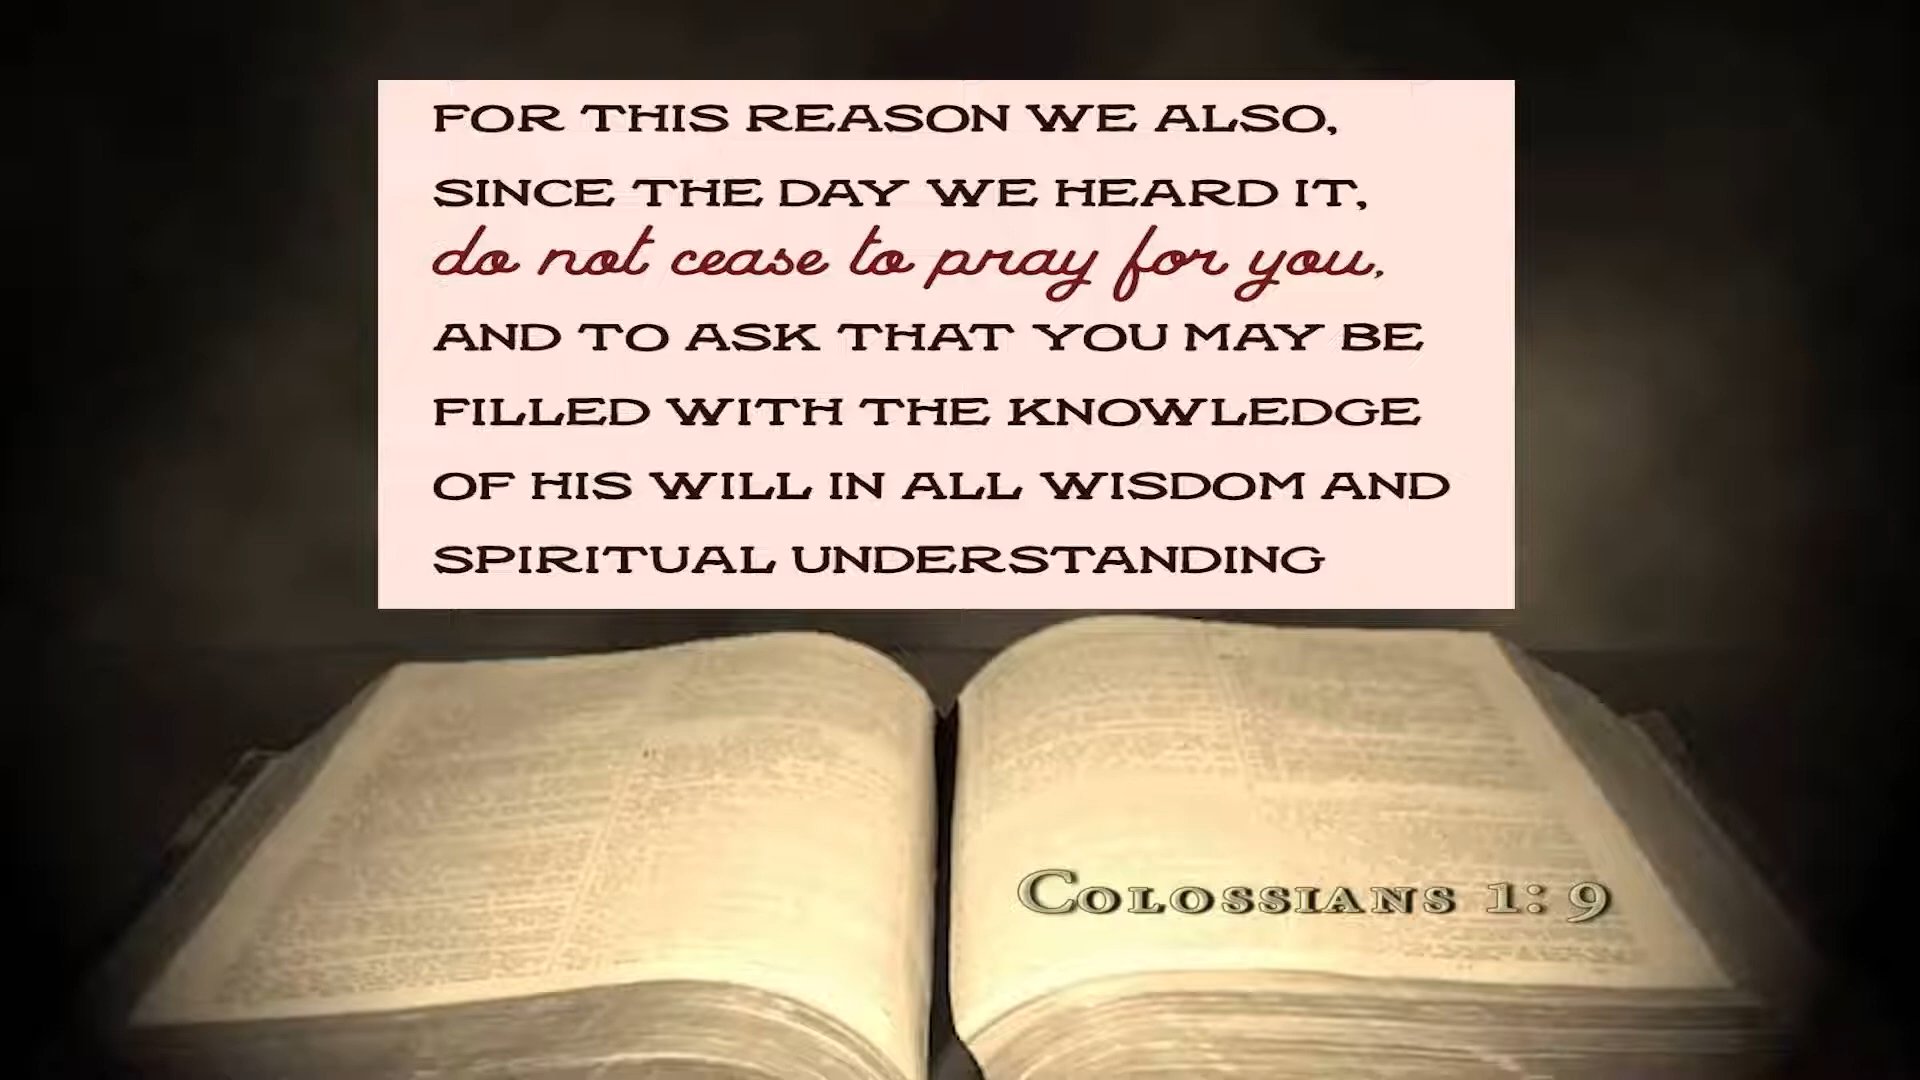 FOR THIS REASON WE ALSO,
SINCE THE DAY WE HEARD IT,
do not cease to pray for you,
AND TO ASK THAT YOU MAY BE
FILLED WITH THE KNOWLEDGE
OF HIS WILL IN ALL WISDOM AND
SPIRITUAL UNDERSTANDING
COLOSSIANS 1: 9